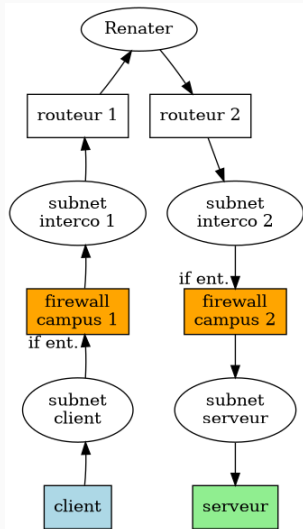 Renater
routeur 1
routeur 2
subnet
interco 1
subnet
interco 2
if ent.
firewall
campus 1
firewall
campus 2
if ent.
subnet
client
subnet
serveur
client
serveur